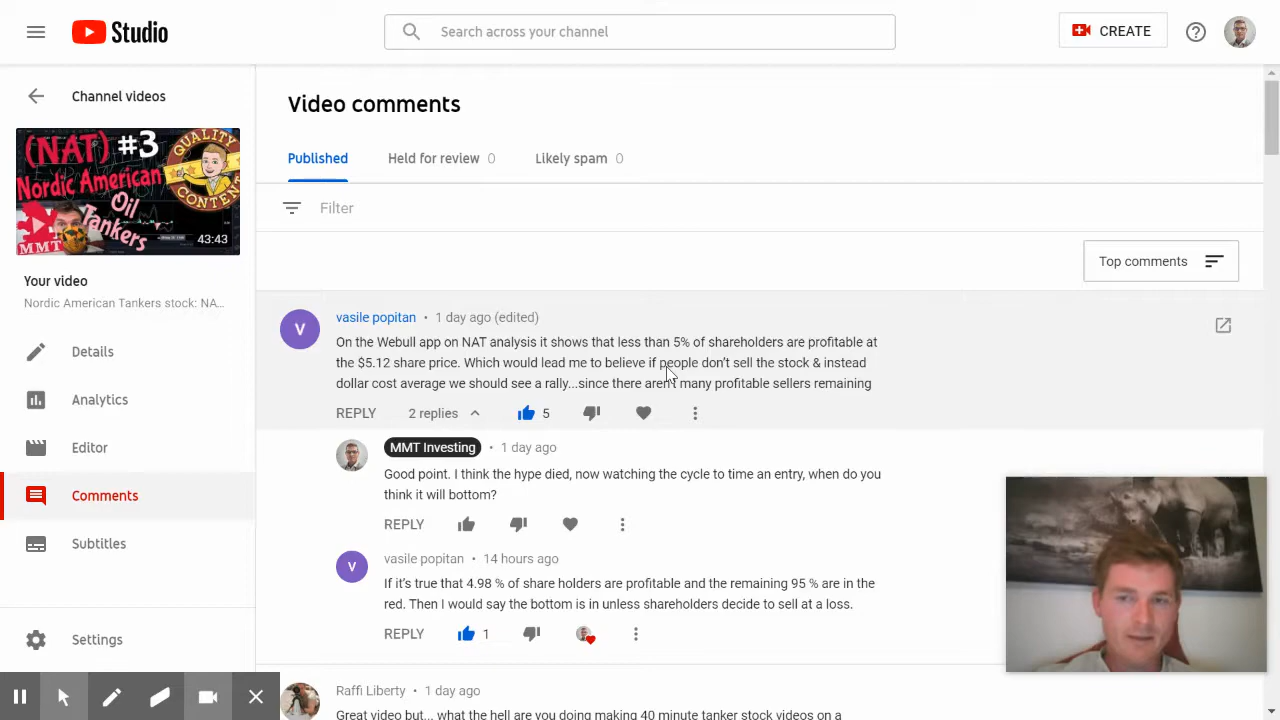 Studio
Search across your channel
CREATE
Channel videos
(NAT) #3
Nordic American
Oil
Tankers
QUALITY
CONTENT
MMT
43:43
Your video
Nordic American Tankers stock: NA...
Details
Analytics
Editor
Comments
Subtitles
Settings
Video comments
Published
Held for review 0
Likely spam 0
Filter
Top comments
V
vasile popitan • 1 day ago (edited)
On the Webull app on NAT analysis it shows that less than 5% of shareholders are profitable at
the $5.12 share price. Which would lead me to believe if people don't sell the stock & instead
dollar cost average we should see a rally...since there aren't many profitable sellers remaining
REPLY 2 replies 5
MMT Investing • 1 day ago
Good point. I think the hype died, now watching the cycle to time an entry, when do you
think it will bottom?
REPLY
V
vasile popitan • 14 hours ago
If it's true that 4.98 % of share holders are profitable and the remaining 95 % are in the
red. Then I would say the bottom is in unless shareholders decide to sell at a loss.
REPLY 1
Raffi Liberty • 1 day ago
Great video but... what the hell are you doing making 40 minute tanker stock videos on a